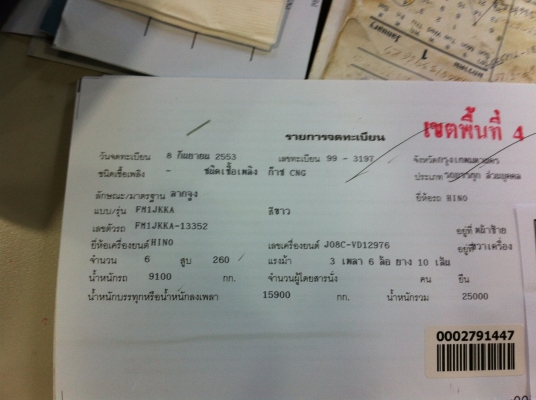 January
1
รายการจดทะเบียน
เขตพื้นที่ 4
วันจดทะเบียน 8 กันยายน 2553 เลขทะเบียน 99 - 3197 จังหวัดกรุงเทพมหานคร
ชนิดเชื้อเพลิง - ชนิดเชื้อเพลิง ก๊าซ CNG ประเภท รถบรรทุก ส่วนบุคคล
ลักษณะ/มาตรฐาน ลากจูง ยี่ห้อรถ HINO
แบบ/รุ่น FM1JKKA สีขาว
เลขตัวรถ FM1JKKA-13352 อยู่ที่ คัสซีซ้าย
ยี่ห้อเครื่องยนต์ HINO เลขเครื่องยนต์ J08C-VD12976 อยู่ที่ ขวาเครื่อง
จำนวน 6 สูบ 260 แรงม้า 3 เพลา 6 ล้อ ยาง 10 เส้น
น้ำหนักรถ 9100 กก. จำนวนผู้โดยสารนั่ง คน ยืน
น้ำหนักบรรทุกหรือน้ำหนักลงเพลา 15900 กก. น้ำหนักรวม 25000
0002791447